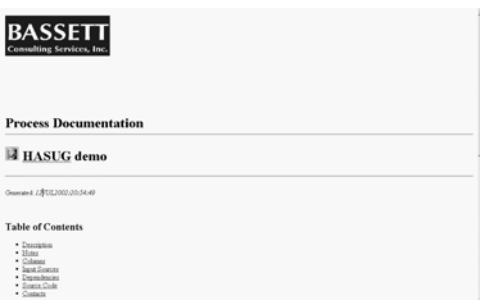 BASSETT
Consulting Services, Inc.
Process Documentation
HASUG demo
Generated: 12JUL2002:20:54:49
Table of Contents
Description
Notes
Columns
Input Sources
Dependencies
Source Code
Contacts